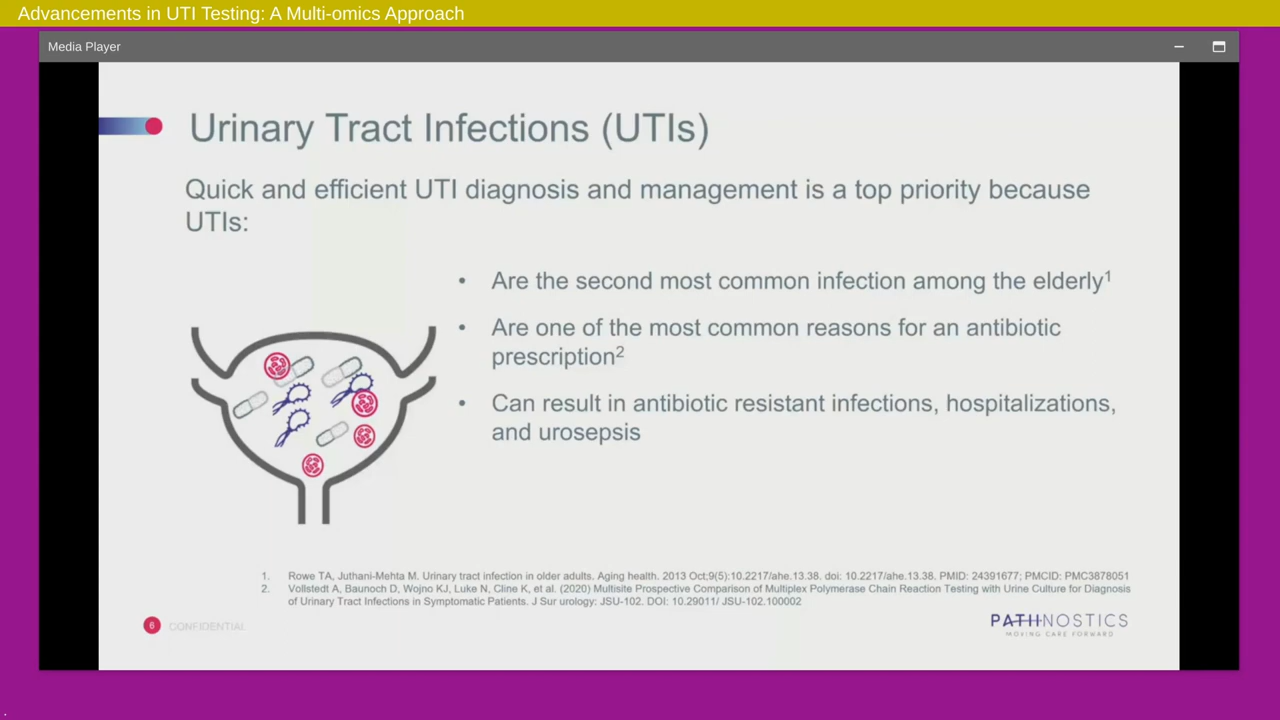 Advancements in UTI Testing: A Multi-omics Approach
Media Player
Urinary Tract Infections (UTIs)
Quick and efficient UTI diagnosis and management is a top priority because
UTIs:
• Are the second most common infection among the elderly¹
• Are one of the most common reasons for an antibiotic
prescription²
• Can result in antibiotic resistant infections, hospitalizations,
and urosepsis
1. Rowe TA, Juthani-Mehta M. Urinary tract infection in older adults. Aging health. 2013 Oct;9(5):10.2217/ahe.13.38. doi: 10.2217/ahe.13.38. PMID: 24391677; PMCID: PMC3878051
2. Vollstedt A, Baunoch D, Wojno KJ, Luke N, Cline K, et al. (2020) Multisite Prospective Comparison of Multiplex Polymerase Chain Reaction Testing with Urine Culture for Diagnosis
of Urinary Tract Infections in Symptomatic Patients. J Sur urology: JSU-102. DOI: 10.29011/ JSU-102.100002
6 CONFIDENTIAL
PATHNOSTICS
MOVING CARE FORWARD
.